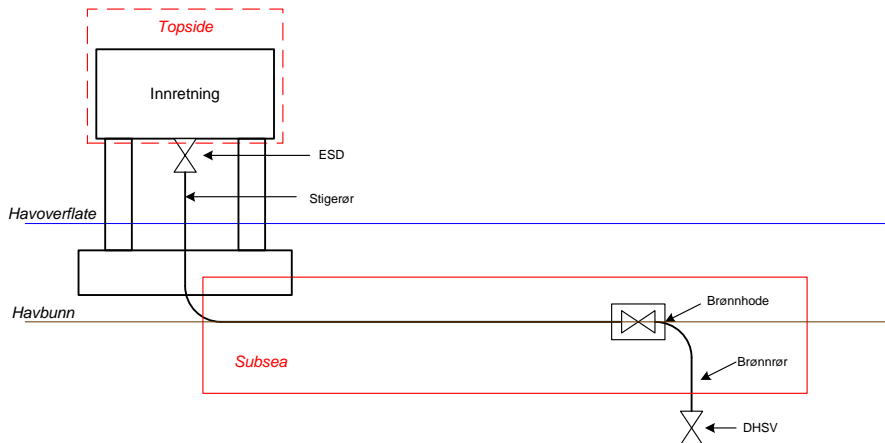 Topside
Innretning
ESD
Stigerør
Havoverflate
Brønnhode
Havbunn
Subsea
Brønnrør
DHSV